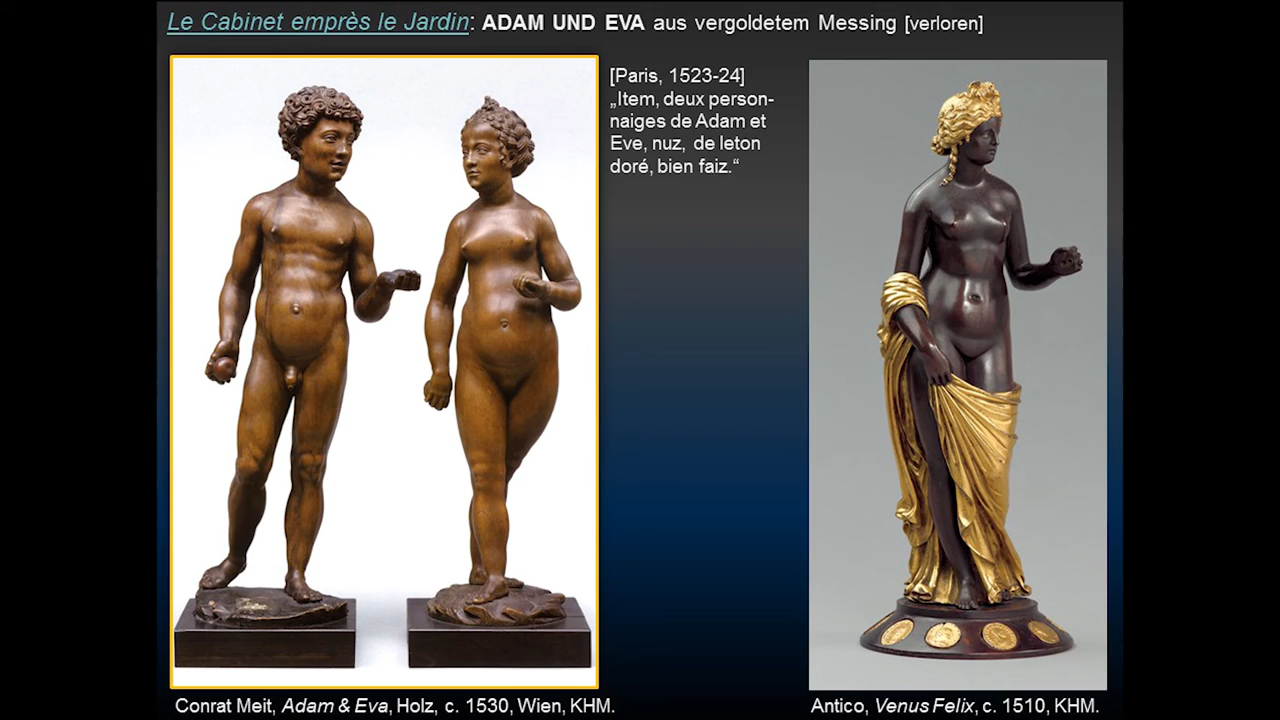 Le Cabinet emprès le Jardin: ADAM UND EVA aus vergoldetem Messing [verloren]
[Paris, 1523-24]
„Item, deux person-
naiges de Adam et
Eve, nuz, de leton
doré, bien faiz.“
Conrat Meit, Adam & Eva, Holz, c. 1530, Wien, KHM.
Antico, Venus Felix, c. 1510, KHM.